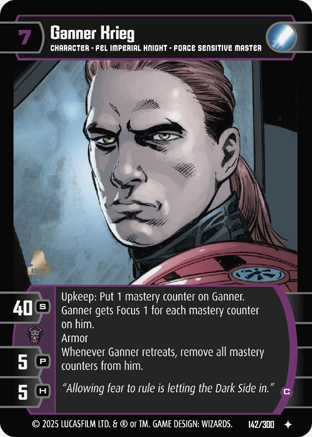 7
Ganner Krieg
CHARACTER • FEL IMPERIAL KNIGHT • FORCE SENSITIVE MASTER
40 S
5 P
5 H
Upkeep: Put 1 mastery counter on Ganner.
Ganner gets Focus 1 for each mastery counter
on him.
Armor
Whenever Ganner retreats, remove all mastery
counters from him.
“Allowing fear to rule is letting the Dark Side in.”
C
© 2025 LUCASFILM LTD. & ® or TM. GAME DESIGN: WIZARDS.
142/300